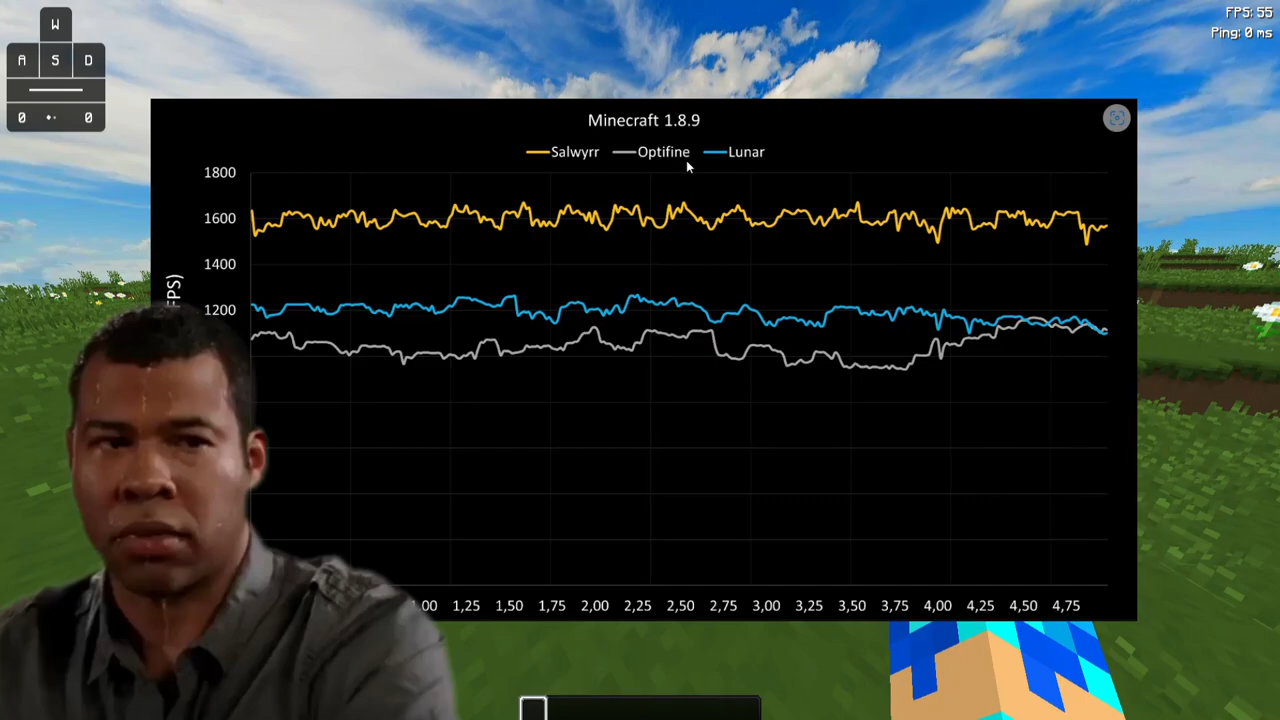 W
A S D
0 0
FPS: 55
Ping: 0 ms
Minecraft 1.8.9
Salwyrr Optifine Lunar
1800
1600
1400
1200
FPS)
00 1,25 1,50 1,75 2,00 2,25 2,50 2,75 3,00 3,25 3,50 3,75 4,00 4,25 4,50 4,75